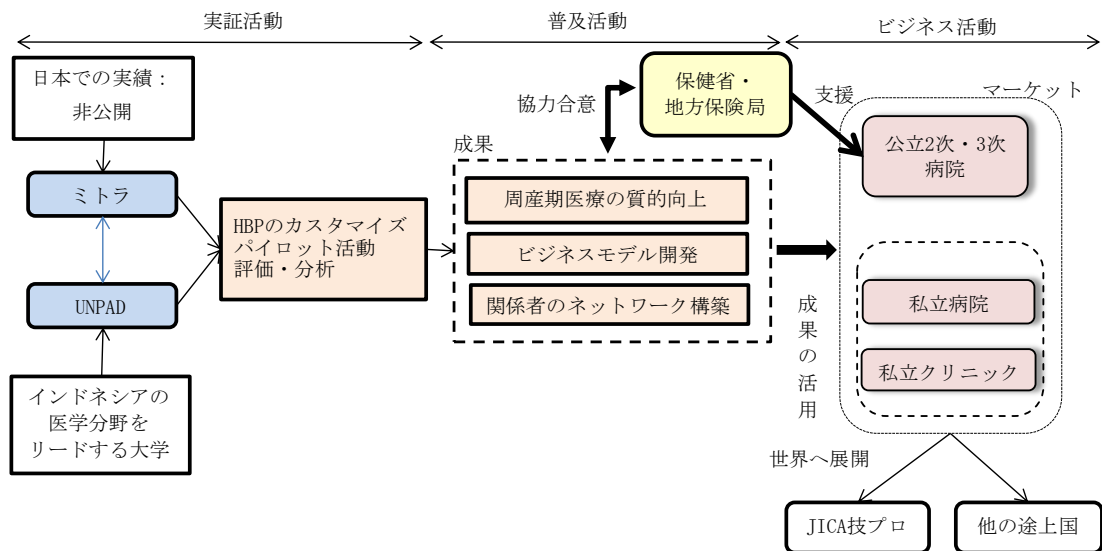 実証活動
普及活動
ビジネス活動
日本での実績：
非公開
ミトラ
UNPAD
インドネシアの
医学分野を
リードする大学
HBPのカスタマイズ
パイロット活動
評価・分析
協力合意
保健省・
地方保険局
成果
周産期医療の質的向上
ビジネスモデル開発
関係者のネットワーク構築
支援
マーケット
公立2次・3次
病院
成果の活用
私立病院
私立クリニック
世界へ展開
JICA技プロ
他の途上国